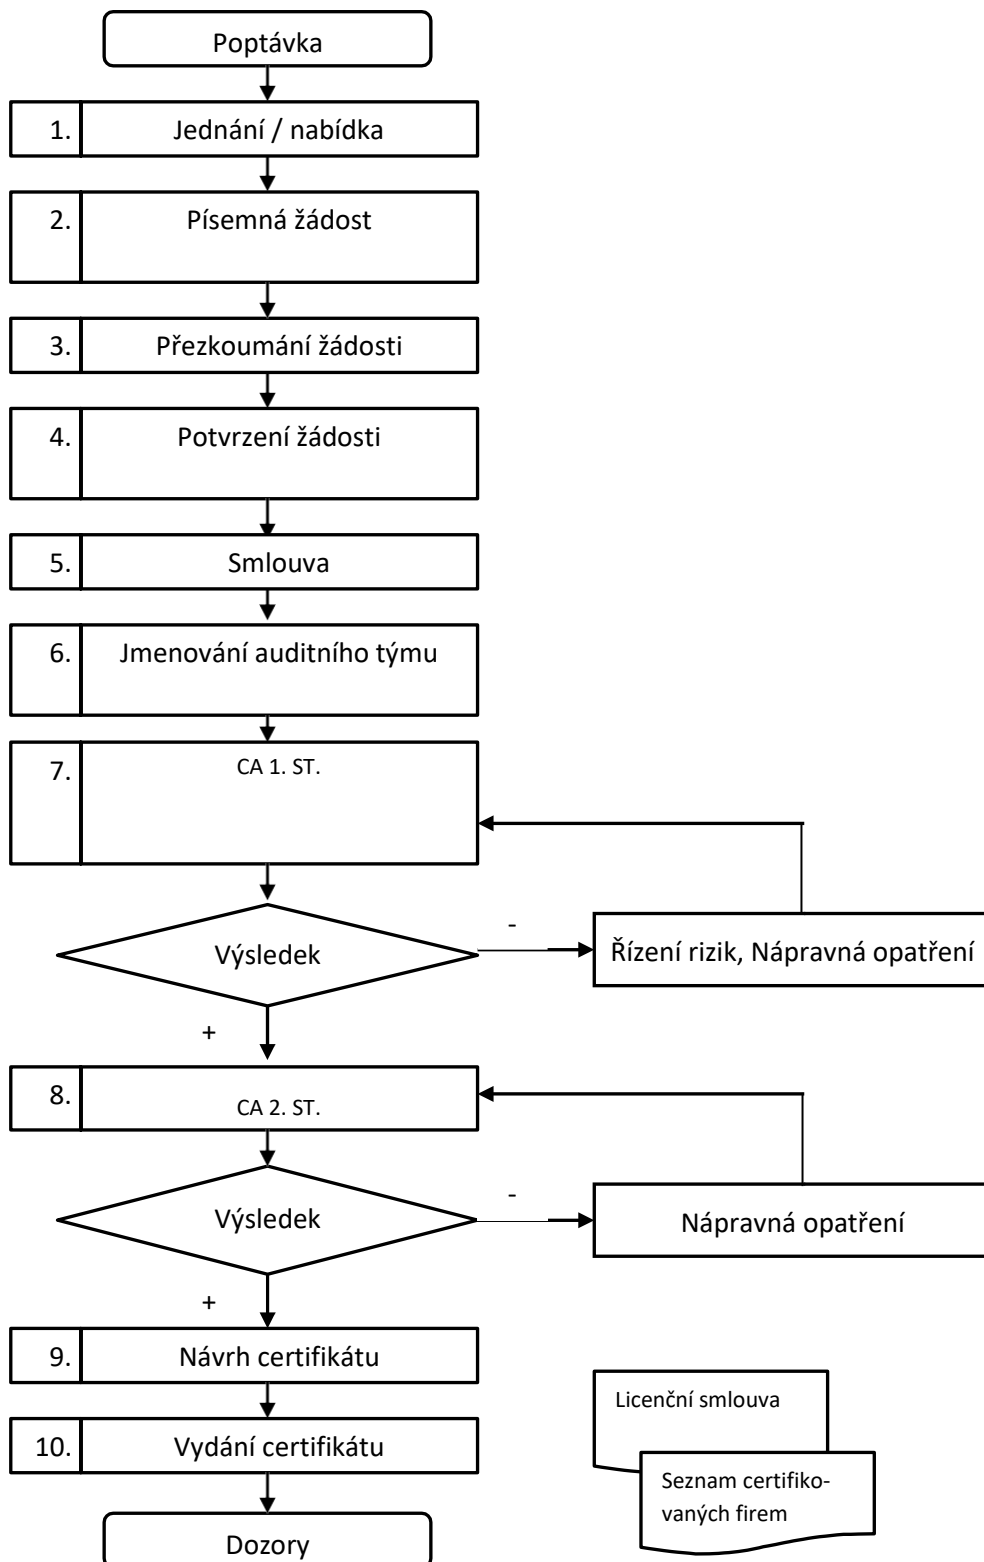 Poptávka
1. Jednání / nabídka
2. Písemná žádost
3. Přezkoumání žádosti
4. Potvrzení žádosti
5. Smlouva
6. Jmenování auditního týmu
7. CA 1. ST.
Výsledek
-
Řízení rizik, Nápravná opatření
+
8. CA 2. ST.
Výsledek
-
Nápravná opatření
+
9. Návrh certifikátu
10. Vydání certifikátu
Licenční smlouva
Seznam certifiko-
vaných firem
Dozory